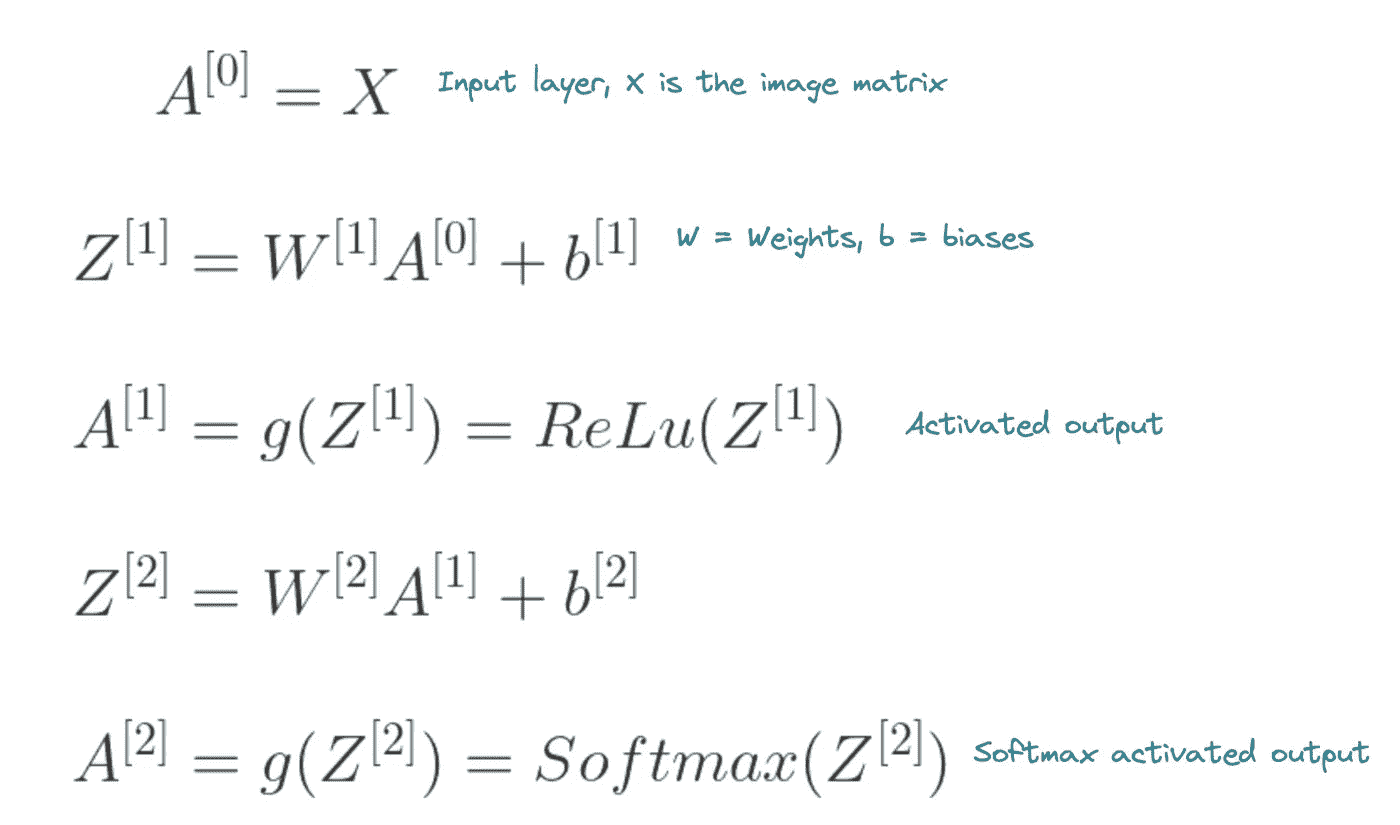 A^{[0]} = X Input layer, X is the image matrix
Z^{[1]} = W^{[1]}A^{[0]} + b^{[1]} W = Weights, b = biases
A^{[1]} = g(Z^{[1]}) = ReLu(Z^{[1]}) Activated output
Z^{[2]} = W^{[2]}A^{[1]} + b^{[2]}
A^{[2]} = g(Z^{[2]}) = Softmax(Z^{[2]}) Softmax activated output